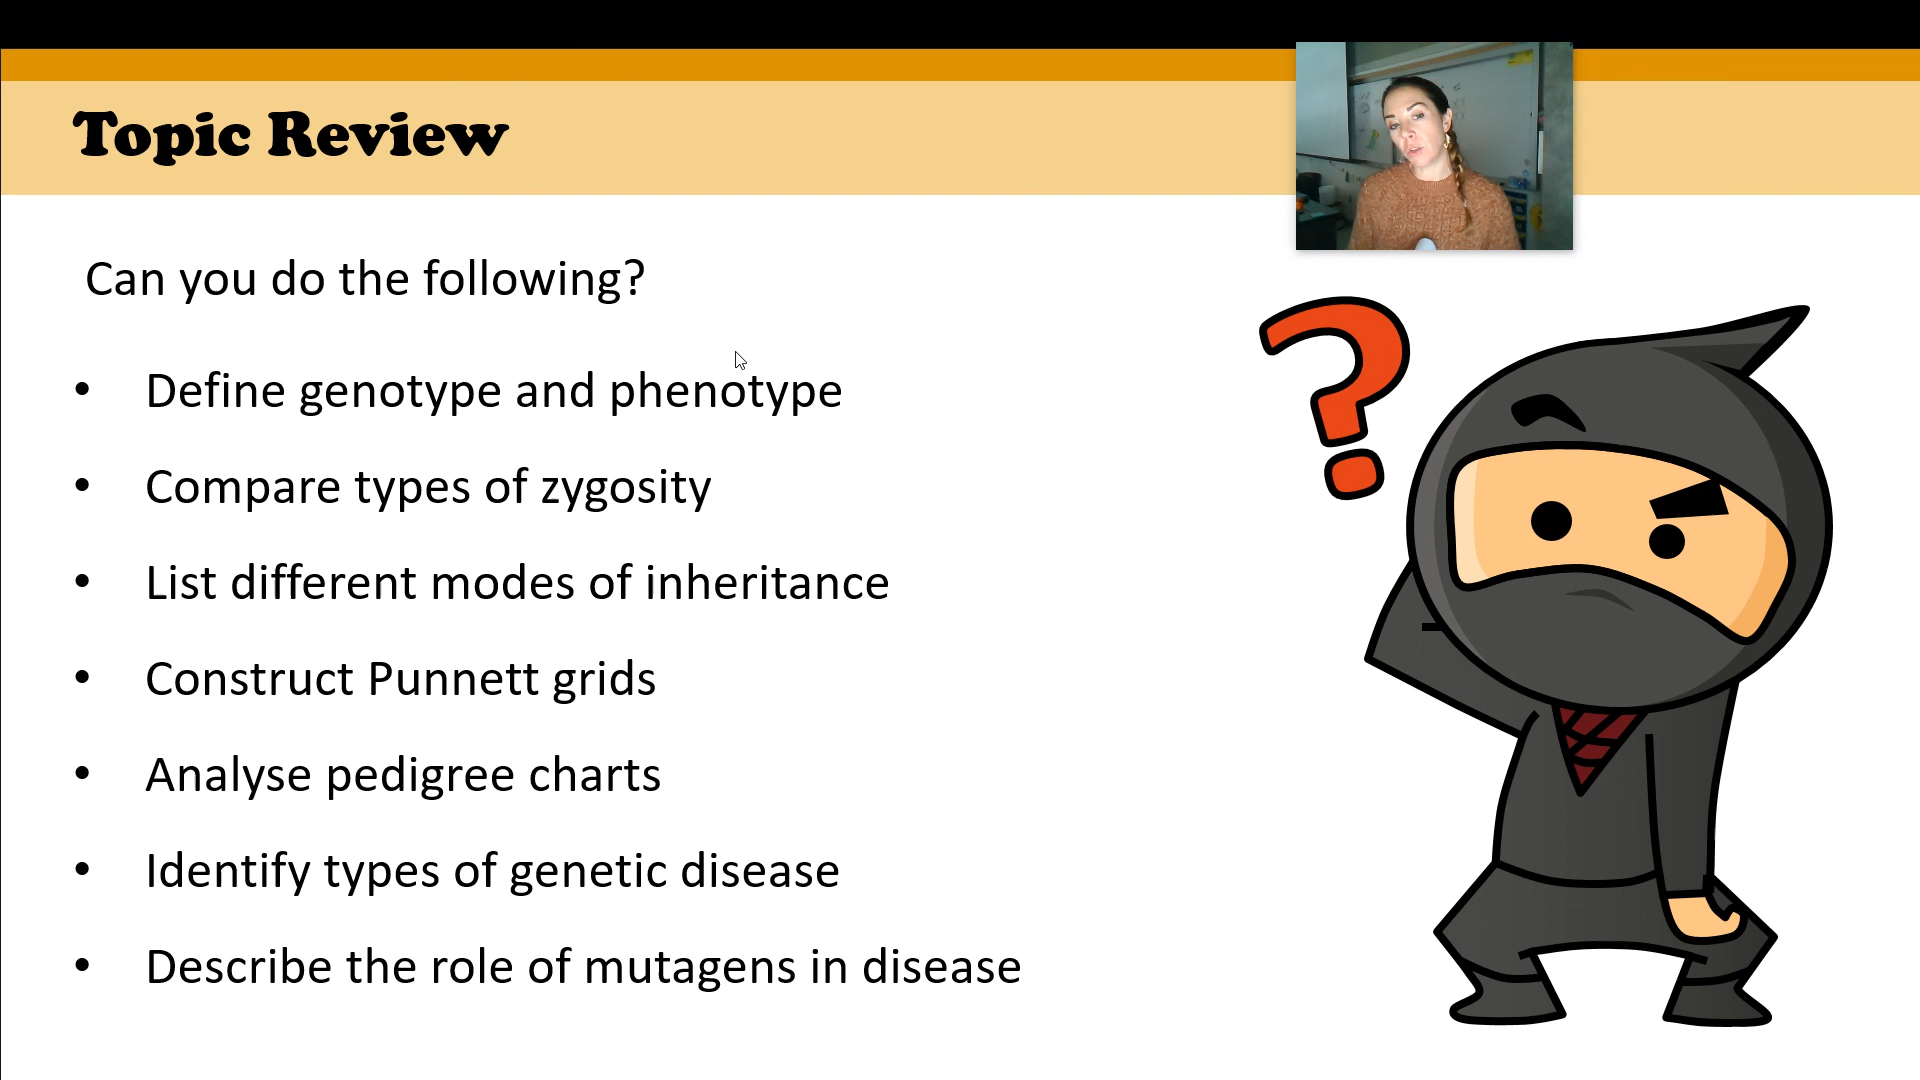 Topic Review
Can you do the following?
• Define genotype and phenotype
• Compare types of zygosity
• List different modes of inheritance
• Construct Punnett grids
• Analyse pedigree charts
• Identify types of genetic disease
• Describe the role of mutagens in disease
?